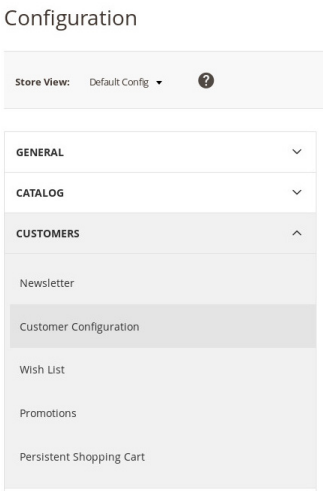 Configuration
Store View: Default Config ?
GENERAL
CATALOG
CUSTOMERS
Newsletter
Customer Configuration
Wish List
Promotions
Persistent Shopping Cart